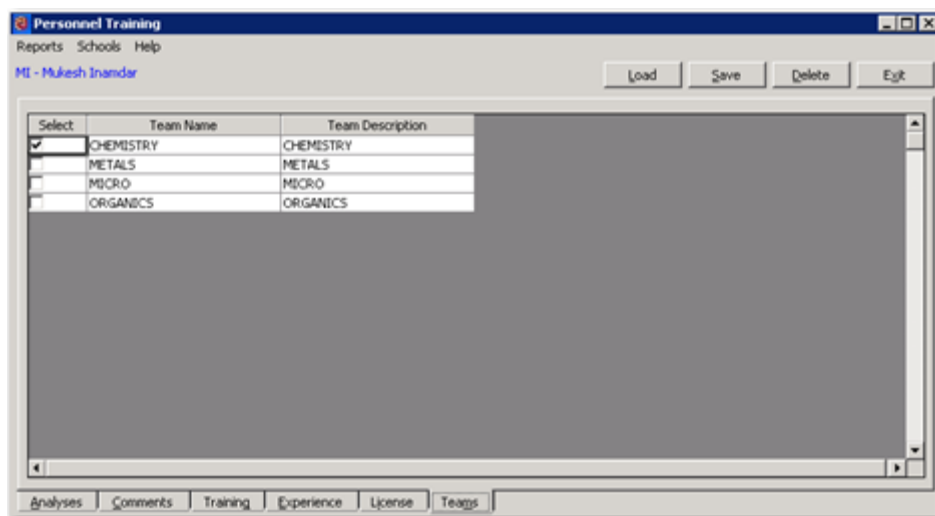 Personnel Training
Reports Schools Help
MI - Mukesh Inamdar
Load Save Delete Exit
Select Team Name Team Description
CHEMISTRY CHEMISTRY
METALS METALS
MICRO MICRO
ORGANICS ORGANICS
Analyses Comments Training Experience License Teams